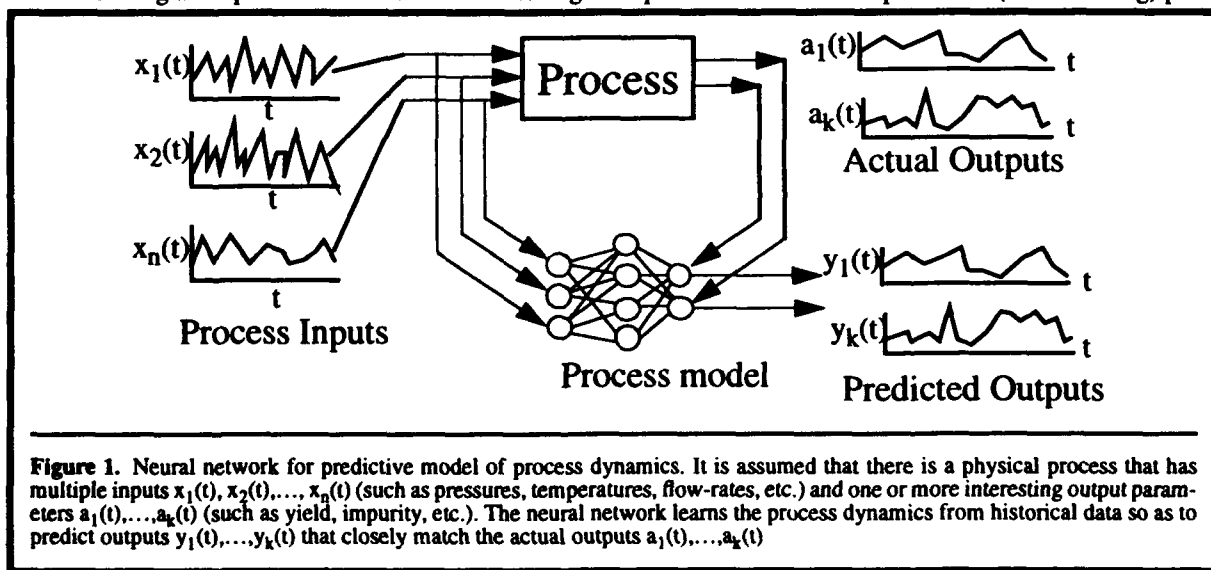 x1(t)
t
x2(t)
t
xn(t)
t
Process Inputs
Process
Process model
a1(t)
t
ak(t)
t
Actual Outputs
y1(t)
t
yk(t)
t
Predicted Outputs
Figure 1. Neural network for predictive model of process dynamics. It is assumed that there is a physical process that has
multiple inputs x1(t), x2(t),..., xn(t) (such as pressures, temperatures, flow-rates, etc.) and one or more interesting output param-
eters a1(t),...,ak(t) (such as yield, impurity, etc.). The neural network learns the process dynamics from historical data so as to
predict outputs y1(t),...,yk(t) that closely match the actual outputs a1(t),...,ak(t)